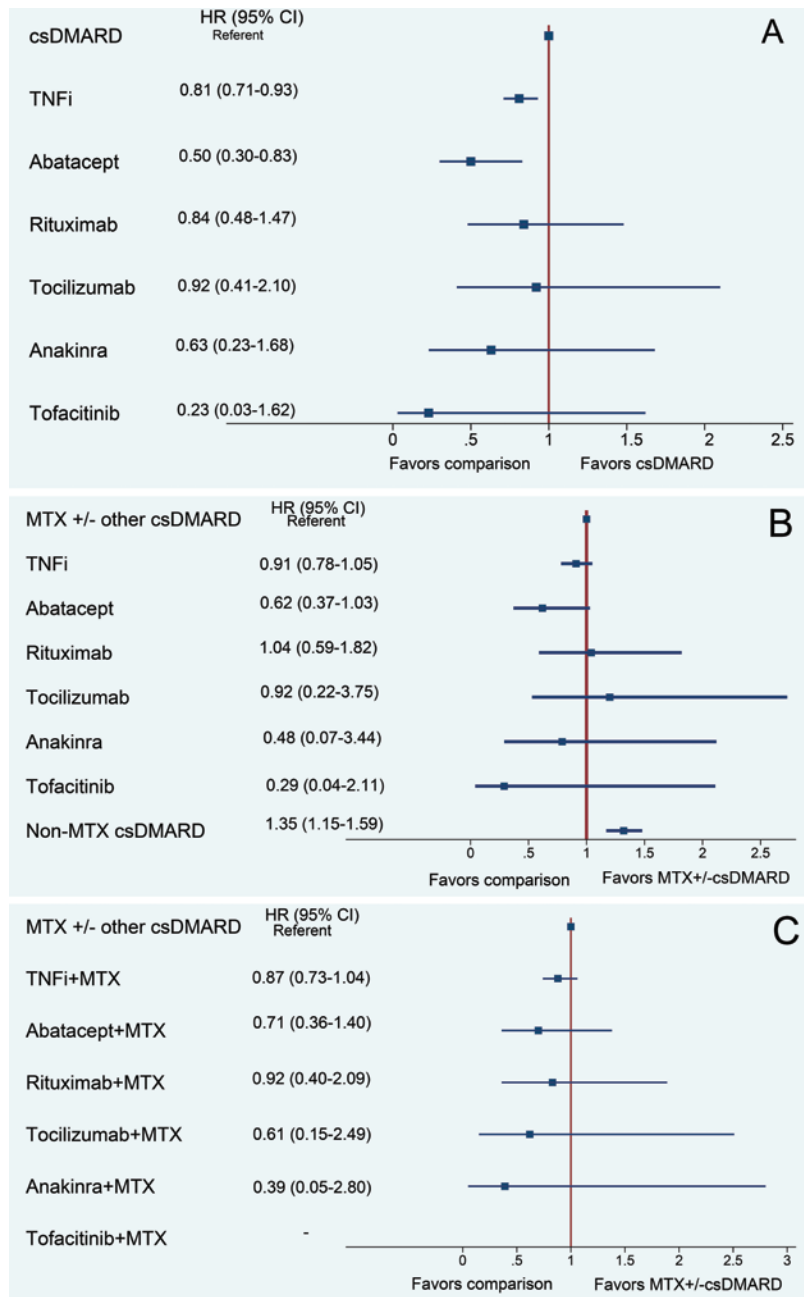 A
HR (95% CI)
csDMARD Referent
TNFi 0.81 (0.71-0.93)
Abatacept 0.50 (0.30-0.83)
Rituximab 0.84 (0.48-1.47)
Tocilizumab 0.92 (0.41-2.10)
Anakinra 0.63 (0.23-1.68)
Tofacitinib 0.23 (0.03-1.62)
0 .5 1 1.5 2 2.5
Favors comparison Favors csDMARD
B
HR (95% CI)
MTX +/- other csDMARD Referent
TNFi 0.91 (0.78-1.05)
Abatacept 0.62 (0.37-1.03)
Rituximab 1.04 (0.59-1.82)
Tocilizumab 0.92 (0.22-3.75)
Anakinra 0.48 (0.07-3.44)
Tofacitinib 0.29 (0.04-2.11)
Non-MTX csDMARD 1.35 (1.15-1.59)
0 .5 1 1.5 2 2.5
Favors comparison Favors MTX+/-csDMARD
C
HR (95% CI)
MTX +/- other csDMARD Referent
TNFi+MTX 0.87 (0.73-1.04)
Abatacept+MTX 0.71 (0.36-1.40)
Rituximab+MTX 0.92 (0.40-2.09)
Tocilizumab+MTX 0.61 (0.15-2.49)
Anakinra+MTX 0.39 (0.05-2.80)
Tofacitinib+MTX -
0 .5 1 1.5 2 2.5 3
Favors comparison Favors MTX+/-csDMARD